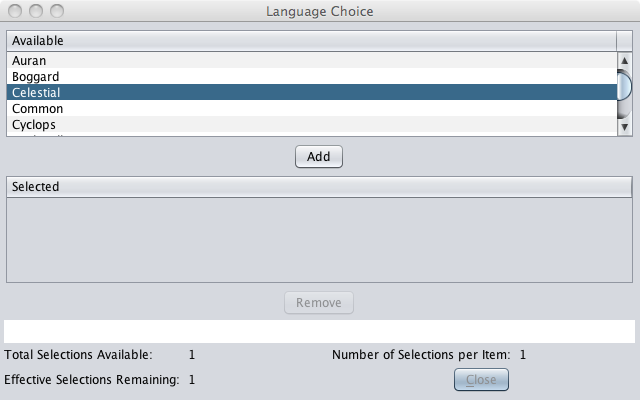 Language Choice
Available
Auran
Boggard
Celestial
Common
Cyclops
Add
Selected
Remove
Total Selections Available: 1 Number of Selections per Item: 1
Effective Selections Remaining: 1 Close